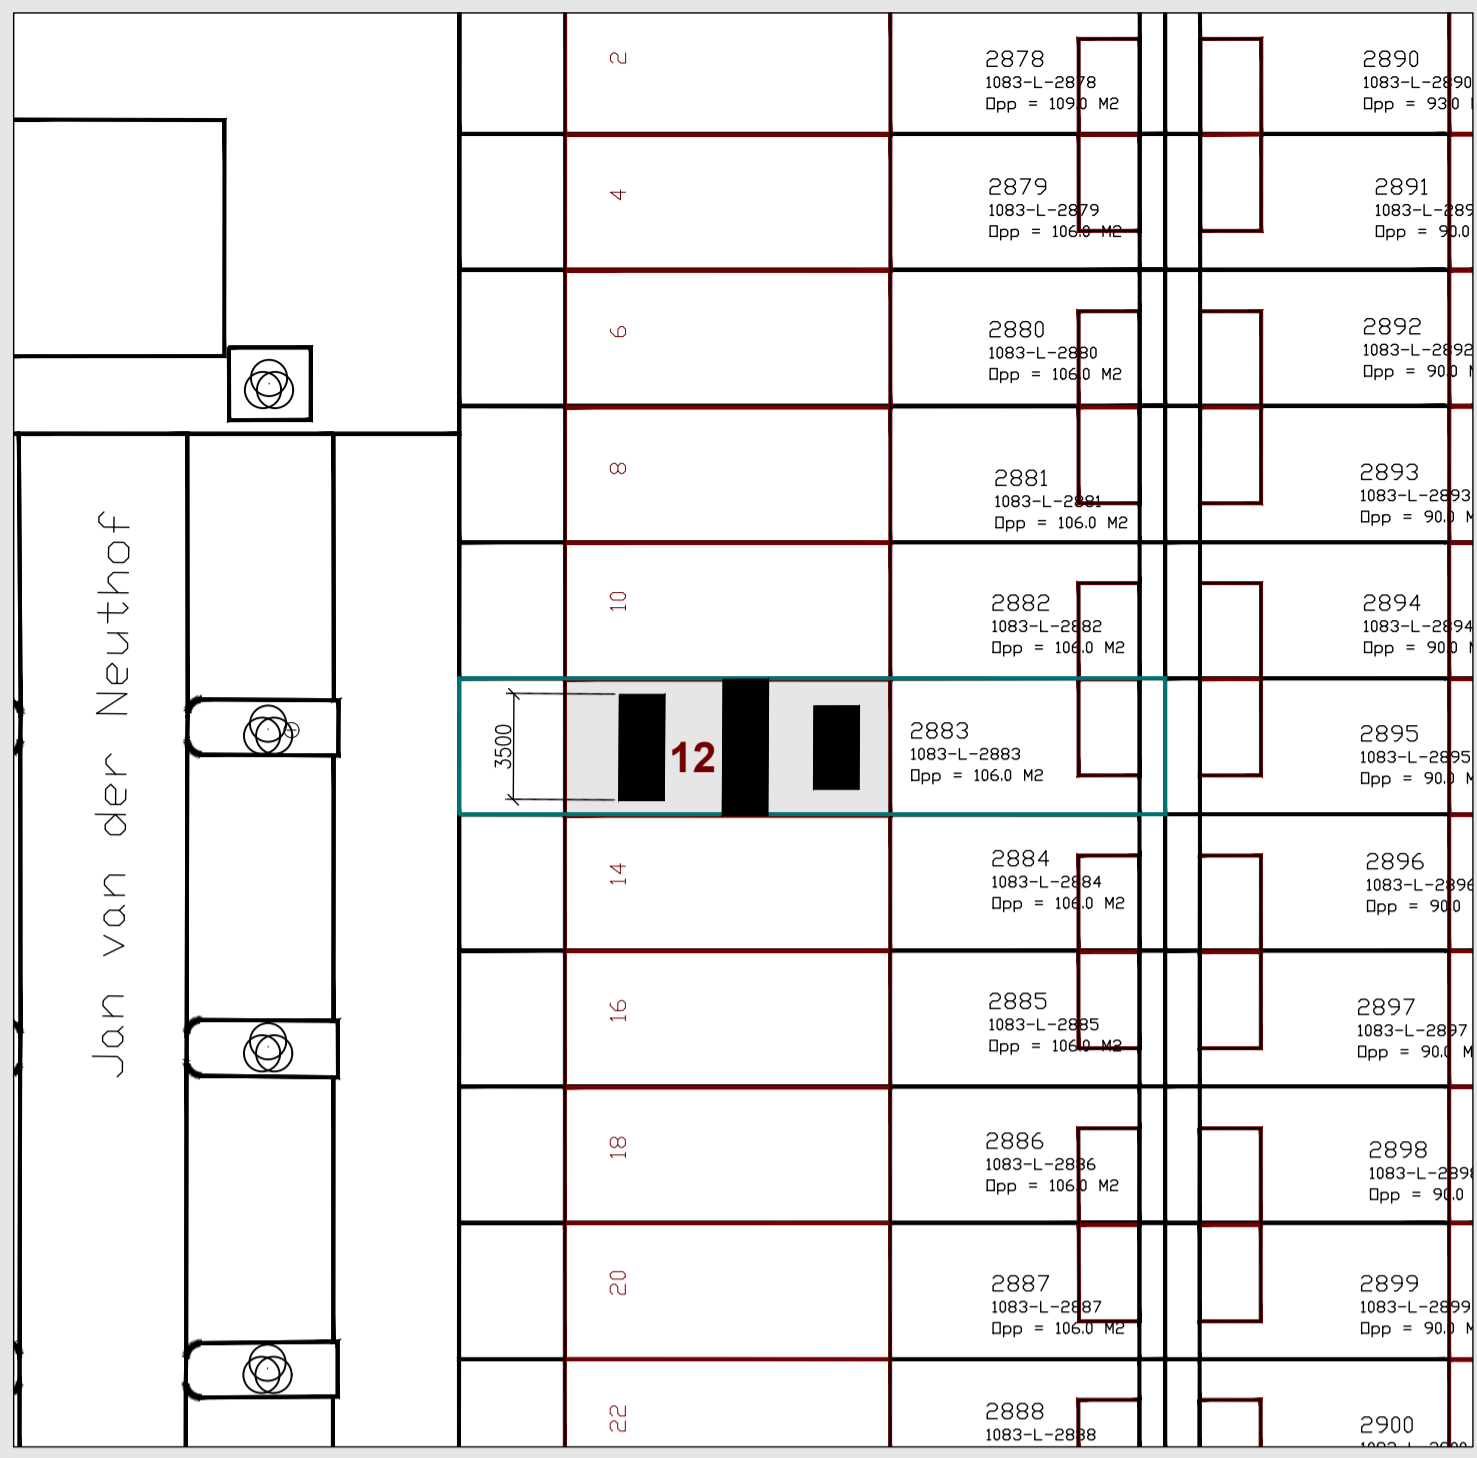 Jan van der Neuthof
2
4
6
8
10
3500
12
14
16
18
20
22
2878
1083-L-2878
Opp = 109.0 M2
2879
1083-L-2879
Opp = 106.0 M2
2880
1083-L-2880
Opp = 106.0 M2
2881
1083-L-2881
Opp = 106.0 M2
2882
1083-L-2882
Opp = 106.0 M2
2883
1083-L-2883
Opp = 106.0 M2
2884
1083-L-2884
Opp = 106.0 M2
2885
1083-L-2885
Opp = 106.0 M2
2886
1083-L-2886
Opp = 106.0 M2
2887
1083-L-2887
Opp = 106.0 M2
2888
1083-L-2888
2890
1083-L-2890
Opp = 93.0
2891
1083-L-289
Opp = 90.0
2892
1083-L-2892
Opp = 90.0 M
2893
1083-L-2893
Opp = 90.0 M
2894
1083-L-2894
Opp = 90.0 M
2895
1083-L-2895
Opp = 90.0 M
2896
1083-L-2896
Opp = 90.0
2897
1083-L-2897
Opp = 90.0 M
2898
1083-L-2898
Opp = 90.0
2899
1083-L-2899
Opp = 90.0 M
2900